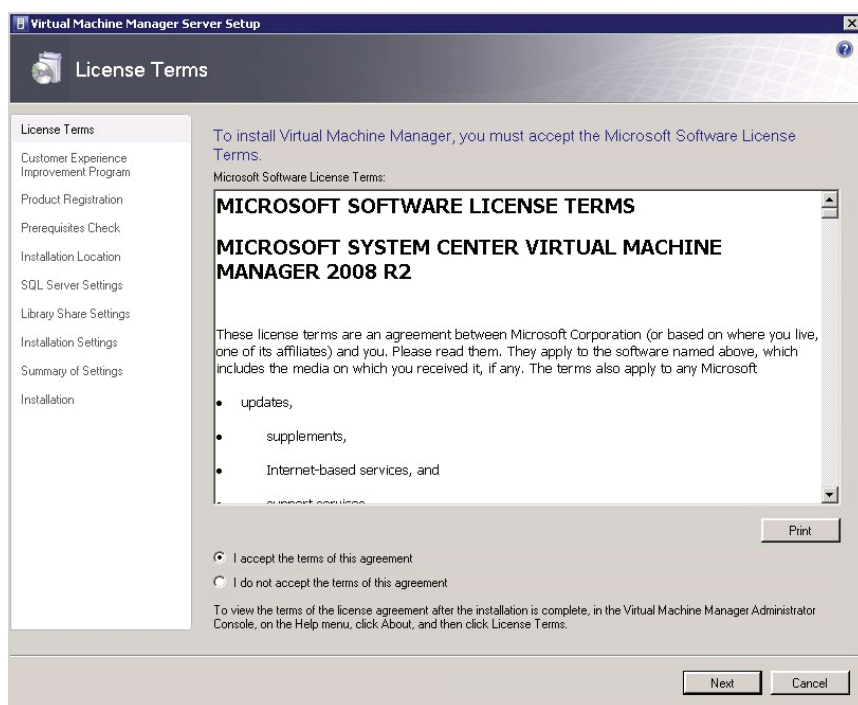 Virtual Machine Manager Server Setup
License Terms
License Terms
Customer Experience
Improvement Program
Product Registration
Prerequisites Check
Installation Location
SQL Server Settings
Library Share Settings
Installation Settings
Summary of Settings
Installation
To install Virtual Machine Manager, you must accept the Microsoft Software License
Terms.
Microsoft Software License Terms:
MICROSOFT SOFTWARE LICENSE TERMS
MICROSOFT SYSTEM CENTER VIRTUAL MACHINE
MANAGER 2008 R2
These license terms are an agreement between Microsoft Corporation (or based on where you live,
one of its affiliates) and you. Please read them. They apply to the software named above, which
includes the media on which you received it, if any. The terms also apply to any Microsoft
• updates,
• supplements,
• Internet-based services, and
• support services
Print
I accept the terms of this agreement
I do not accept the terms of this agreement
To view the terms of the license agreement after the installation is complete, in the Virtual Machine Manager Administrator
Console, on the Help menu, click About, and then click License Terms.
Next
Cancel